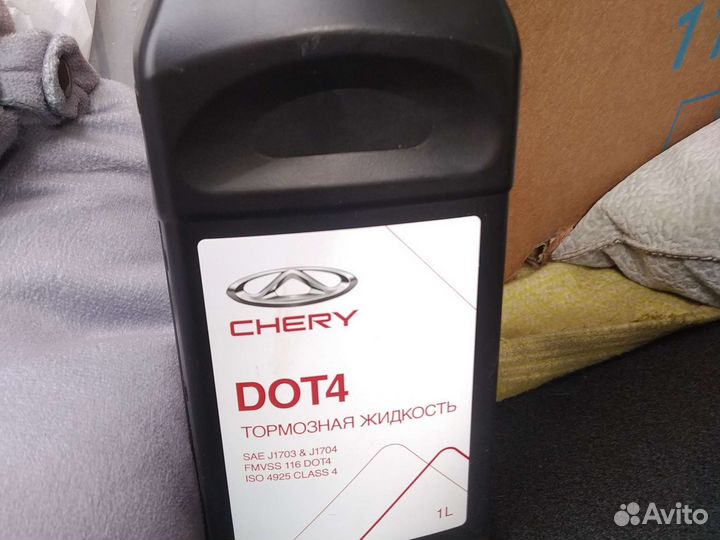 CHERY
DOT4
ТОРМОЗНАЯ ЖИДКОСТЬ
SAE J1703 & J1704
FMVSS 116 DOT4
ISO 4925 CLASS 4
1L
Avito